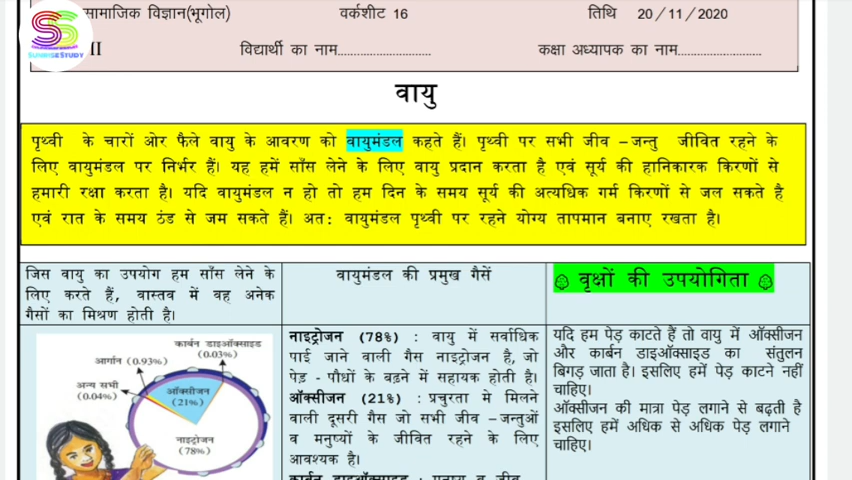 सामाजिक विज्ञान(भूगोल)
वर्कशीट 16
तिथि 20/11/2020
II
विद्यार्थी का नाम..............................
कक्षा अध्यापक का नाम...........................
SUNRISESTUDY
वायु
पृथ्वी के चारों ओर फैले वायु के आवरण को वायुमंडल कहते हैं। पृथ्वी पर सभी जीव –जन्तु जीवित रहने के
लिए वायुमंडल पर निर्भर हैं। यह हमें साँस लेने के लिए वायु प्रदान करता है एवं सूर्य की हानिकारक किरणों से
हमारी रक्षा करता है। यदि वायुमंडल न हो तो हम दिन के समय सूर्य की अत्यधिक गर्म किरणों से जल सकते है
एवं रात के समय ठंड से जम सकते हैं। अत: वायुमंडल पृथ्वी पर रहने योग्य तापमान बनाए रखता है।
जिस वायु का उपयोग हम साँस लेने के
लिए करते हैं, वास्तव में वह अनेक
गैसों का मिश्रण होती है।
कार्बन डाइऑक्साइड
(0.03%)
आर्गान (0.93%)
अन्य सभी
(0.04%)
ऑक्सीजन
(21%)
नाइट्रोजन
(78%)
वायुमंडल की प्रमुख गैसें
नाइट्रोजन (78%) : वायु में सर्वाधिक
पाई जाने वाली गैस नाइट्रोजन है, जो
पेड़ - पौधों के बढ़ने में सहायक होती है।
ऑक्सीजन (21%) : प्रचुरता मे मिलने
वाली दूसरी गैस जो सभी जीव –जन्तुओं
व मनुष्यों के जीवित रहने के लिए
आवश्यक है।
कार्बन डाइऑक्साइड :
वृक्षों की उपयोगिता
यदि हम पेड़ काटते हैं तो वायु में ऑक्सीजन
और कार्बन डाइऑक्साइड का संतुलन
बिगड़ जाता है। इसलिए हमें पेड़ काटने नहीं
चाहिए।
ऑक्सीजन की मात्रा पेड़ लगाने से बढ़ती है
इसलिए हमें अधिक से अधिक पेड़ लगाने
चाहिए।